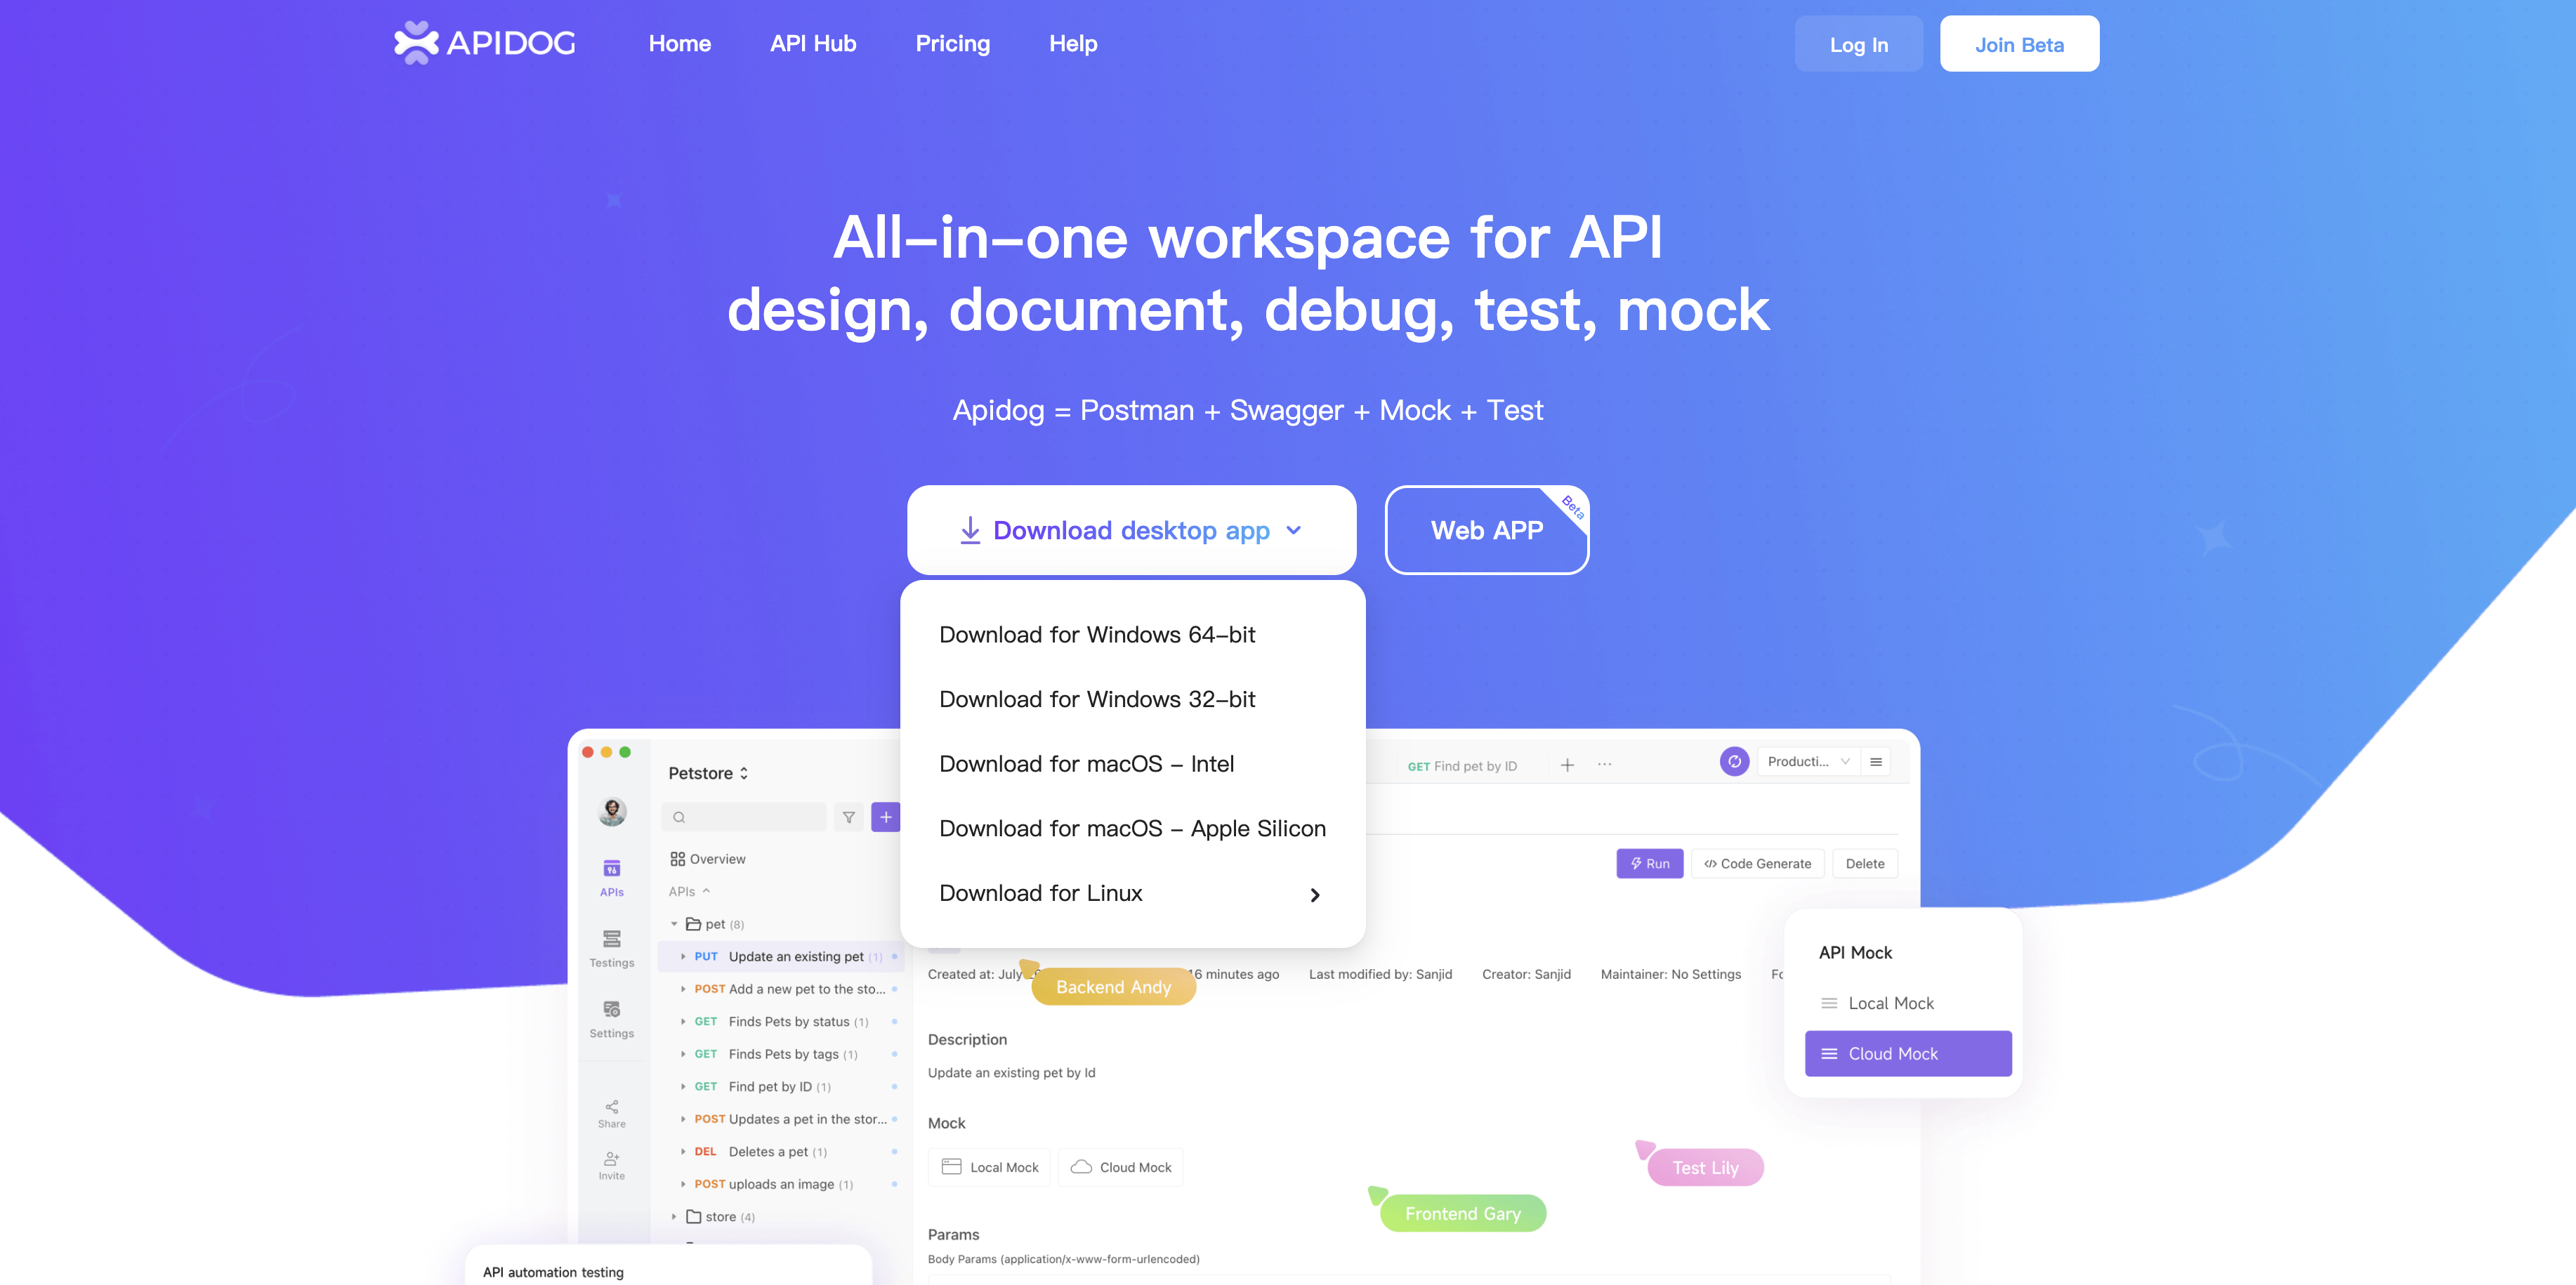 APIDOG
Home
API Hub
Pricing
Help
Log In
Join Beta
All-in-one workspace for API
design, document, debug, test, mock
Apidog = Postman + Swagger + Mock + Test
Download desktop app
Web APP
Beta
Download for Windows 64-bit
Download for Windows 32-bit
Download for macOS - Intel
Download for macOS - Apple Silicon
Download for Linux
Petstore
Overview
APIs
pet (8)
PUT Update an existing pet (1)
POST Add a new pet to the sto...
GET Finds Pets by status (1)
GET Finds Pets by tags (1)
GET Find pet by ID (1)
POST Updates a pet in the stor...
DEL Deletes a pet (1)
POST uploads an image (1)
store (4)
APIs
Testings
Settings
Share
Invite
GET Find pet by ID
Producti...
Run
Code Generate
Delete
Created at: July
16 minutes ago
Last modified by: Sanjid
Creator: Sanjid
Maintainer: No Settings
Backend Andy
Description
Update an existing pet by Id
Mock
Local Mock
Cloud Mock
Params
Body Params (application/x-www-form-urlencoded)
API Mock
Local Mock
Cloud Mock
Test Lily
Frontend Gary
API automation testing